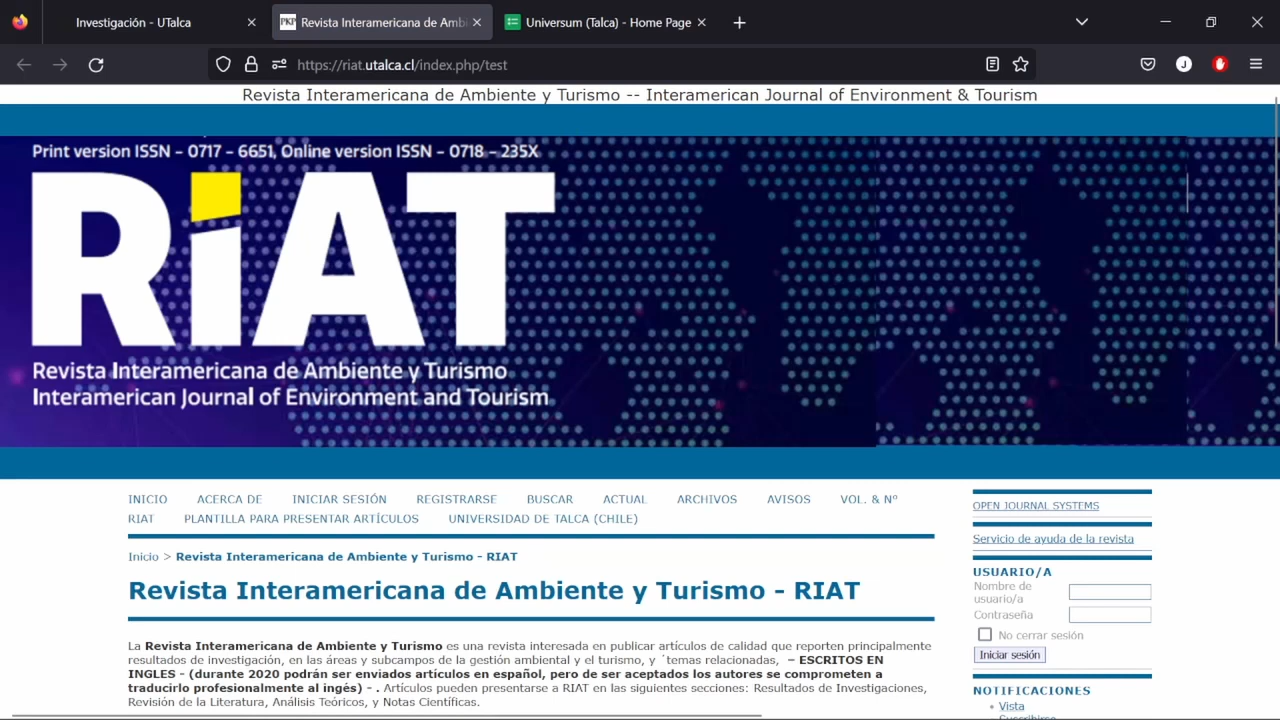 Investigación - UTalca
PKP Revista Interamericana de Amb
Universum (Talca) - Home Page
https://riat.utalca.cl/index.php/test
J
Revista Interamericana de Ambiente y Turismo -- Interamerican Journal of Environment & Tourism
Print version ISSN - 0717 - 6651, Online version ISSN - 0718 - 235X
RiAT
Revista Interamericana de Ambiente y Turismo
Interamerican Journal of Environment and Tourism
INICIO ACERCA DE INICIAR SESIÓN REGISTRARSE BUSCAR ACTUAL ARCHIVOS AVISOS VOL. & Nº
RIAT PLANTILLA PARA PRESENTAR ARTÍCULOS UNIVERSIDAD DE TALCA (CHILE)
Inicio > Revista Interamericana de Ambiente y Turismo - RIAT
Revista Interamericana de Ambiente y Turismo - RIAT
La Revista Interamericana de Ambiente y Turismo es una revista interesada en publicar artículos de calidad que reporten principalmente
resultados de investigación, en las áreas y subcampos de la gestión ambiental y el turismo, y ´temas relacionadas, – ESCRITOS EN
INGLES - (durante 2020 podrán ser enviados artículos en español, pero de ser aceptados los autores se comprometen a
traducirlo profesionalmente al ingés) - . Artículos pueden presentarse a RIAT en las siguientes secciones: Resultados de Investigaciones,
Revisión de la Literatura, Análisis Teóricos, y Notas Científicas.
OPEN JOURNAL SYSTEMS
Servicio de ayuda de la revista
USUARIO/A
Nombre de
usuario/a
Contraseña
No cerrar sesión
Iniciar sesión
NOTIFICACIONES
Vista
Suscribirse